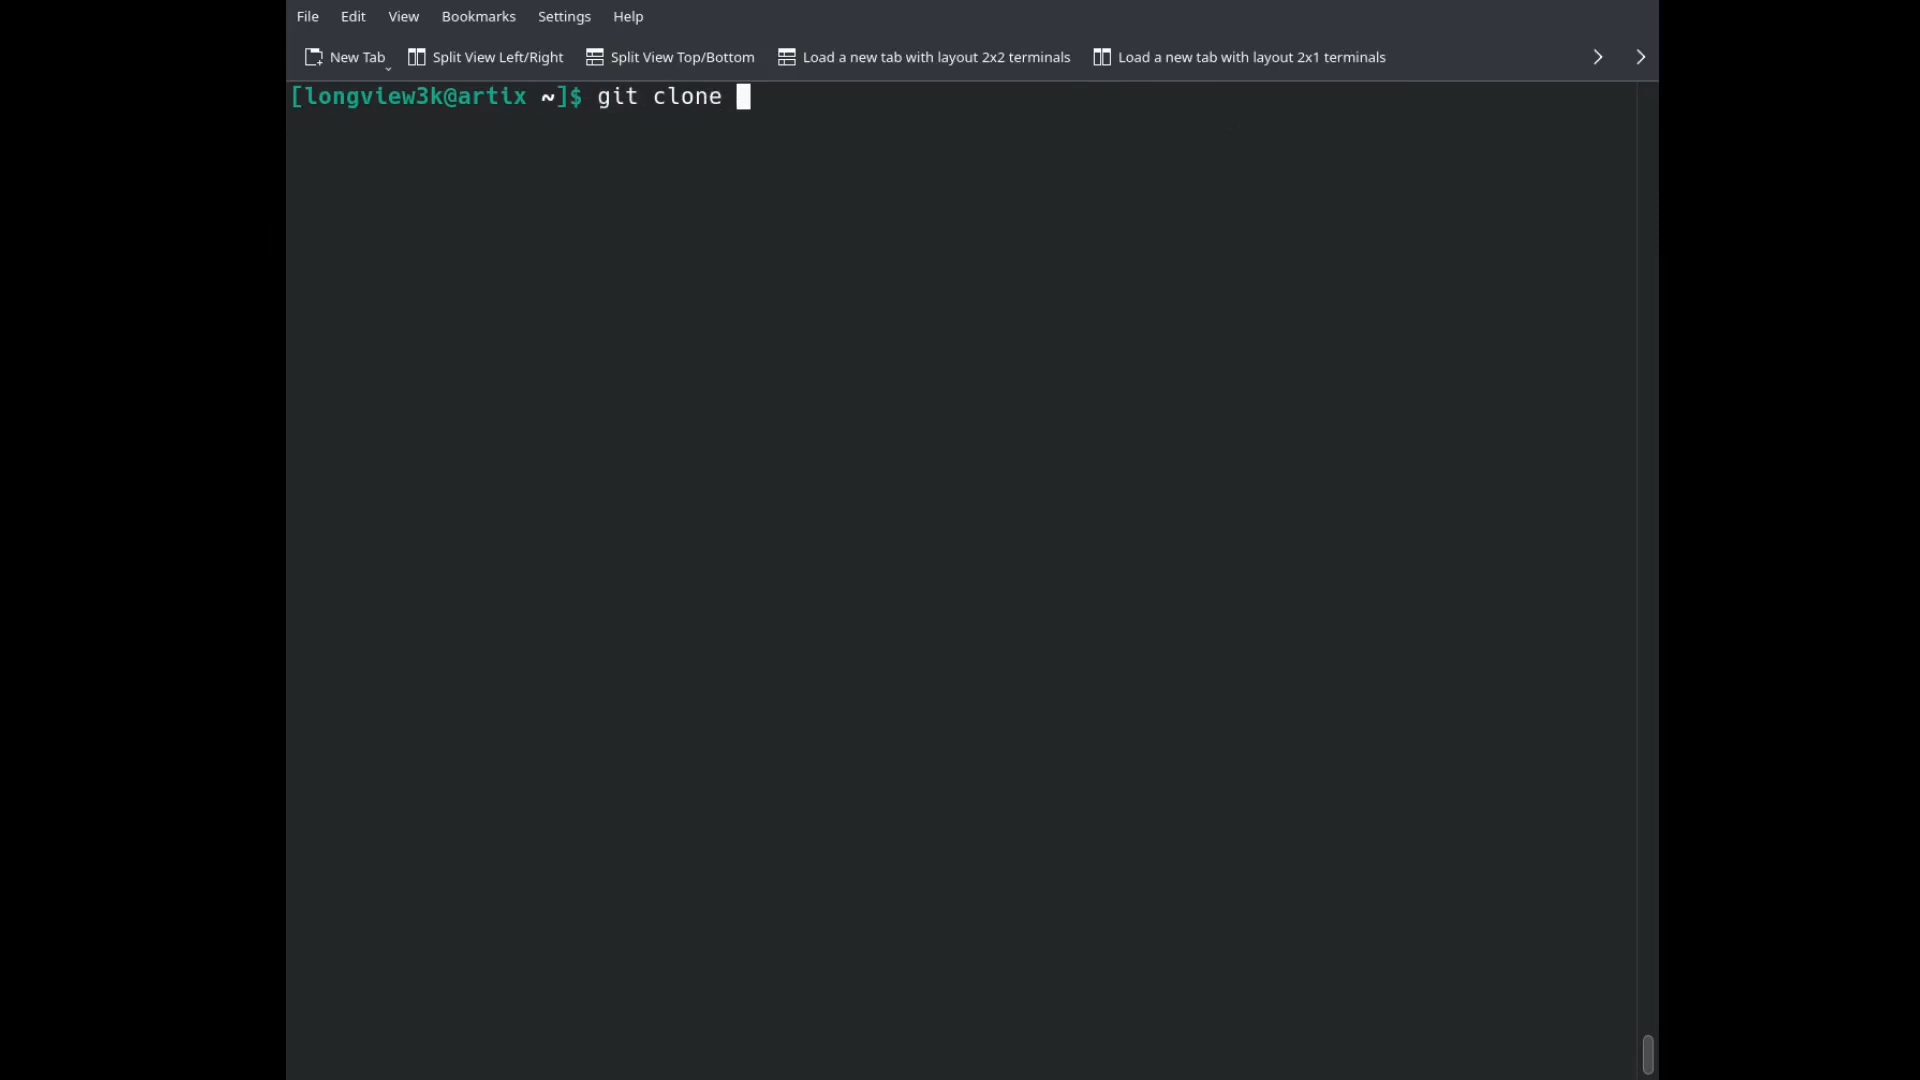 File Edit View Bookmarks Settings Help
New Tab Split View Left/Right Split View Top/Bottom Load a new tab with layout 2x2 terminals Load a new tab with layout 2x1 terminals
[longview3k@artix ~]$ git clone